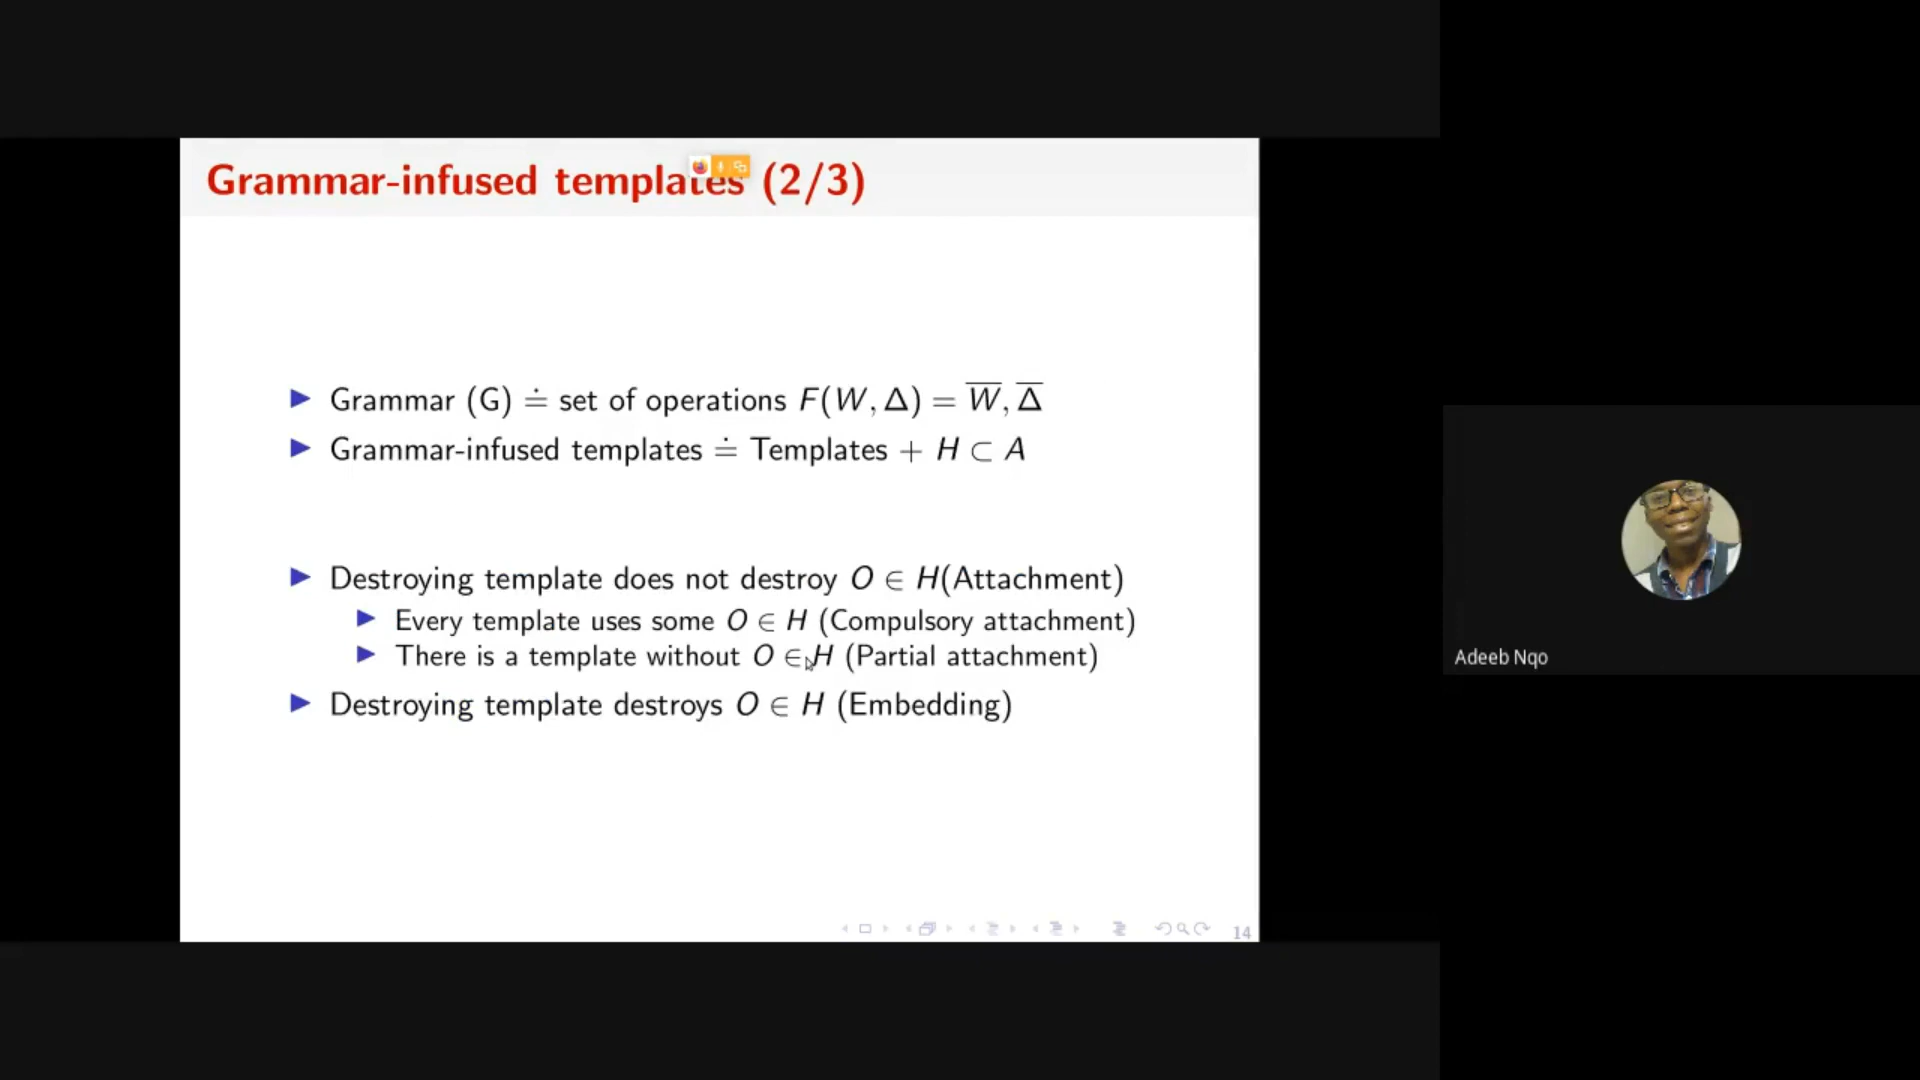 Grammar-infused templates (2/3)
Grammar (G) ≐ set of operations F(W, Δ) = W̅, Δ̅
Grammar-infused templates ≐ Templates + H ⊂ A
Destroying template does not destroy O ∈ H(Attachment)
Every template uses some O ∈ H (Compulsory attachment)
There is a template without O ∈ H (Partial attachment)
Destroying template destroys O ∈ H (Embedding)
14
Adeeb Nqo